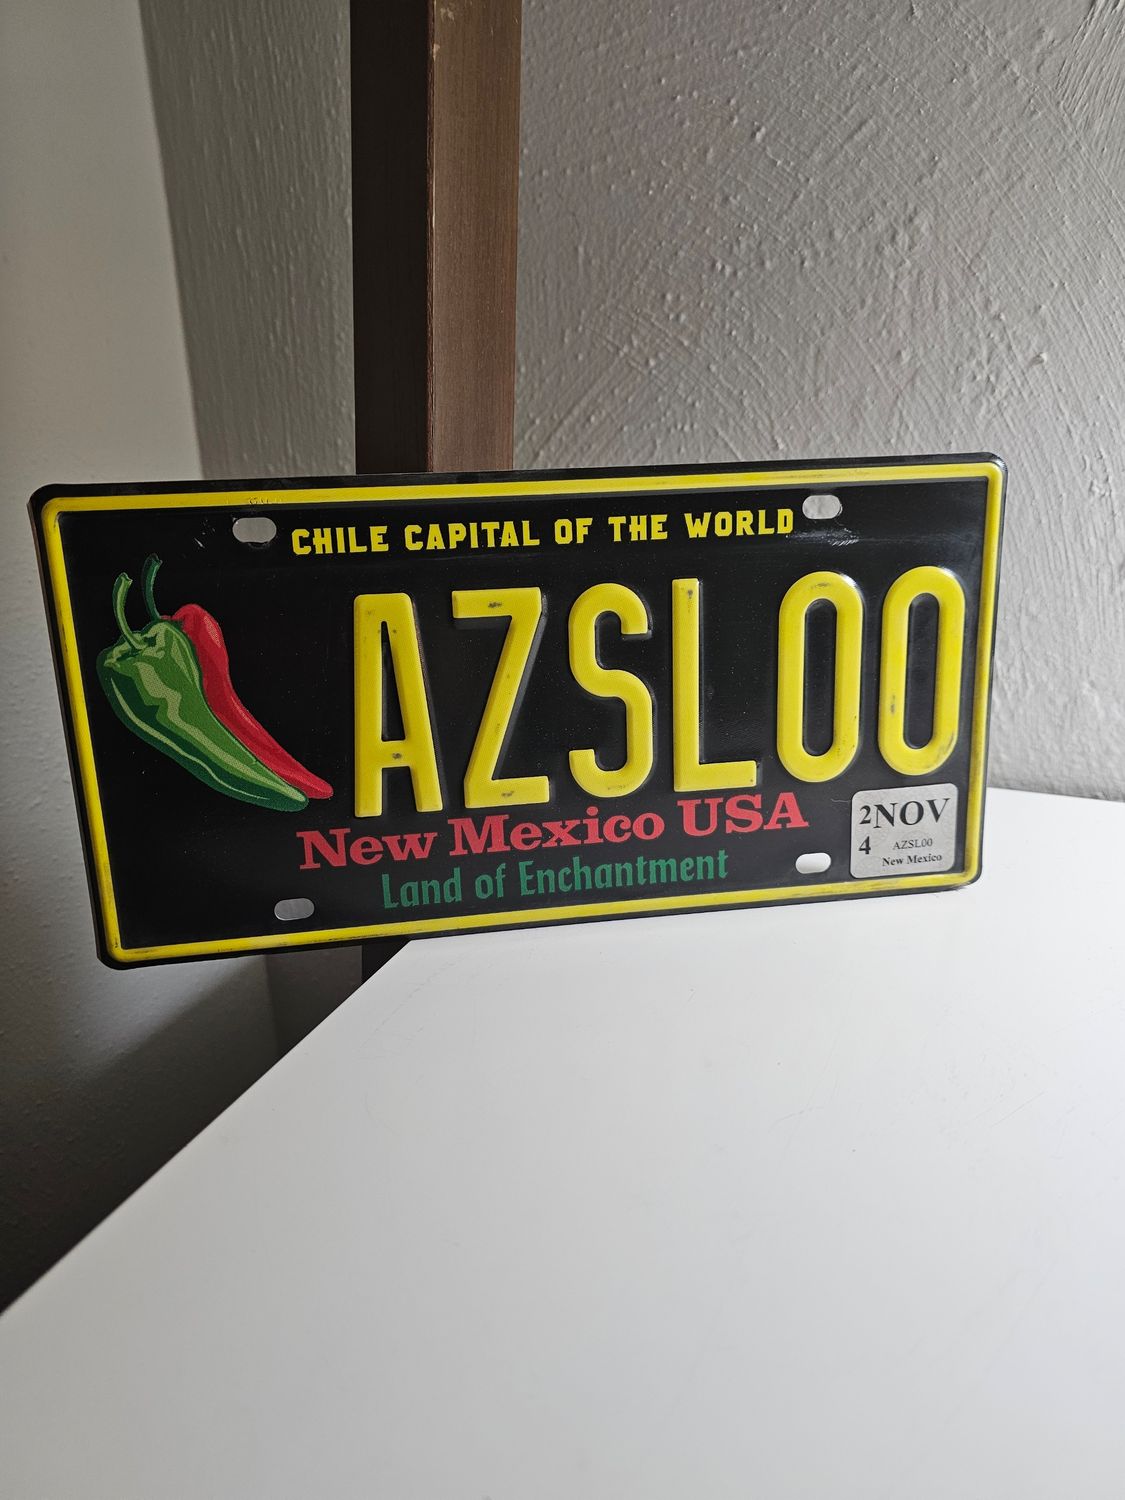 CHILE CAPITAL OF THE WORLD
AZSL00
New Mexico USA
Land of Enchantment
2NOV
4 AZSL00
New Mexico